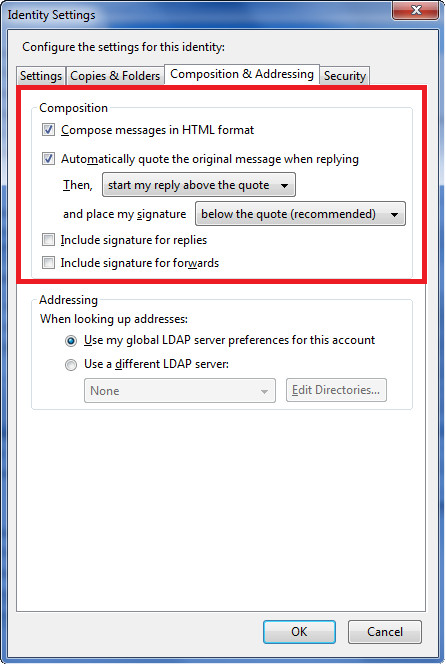 Identity Settings
Configure the settings for this identity:
Settings Copies & Folders Composition & Addressing Security
Composition
Compose messages in HTML format
Automatically quote the original message when replying
Then, start my reply above the quote
and place my signature below the quote (recommended)
Include signature for replies
Include signature for forwards
Addressing
When looking up addresses:
Use my global LDAP server preferences for this account
Use a different LDAP server:
None Edit Directories...
OK Cancel